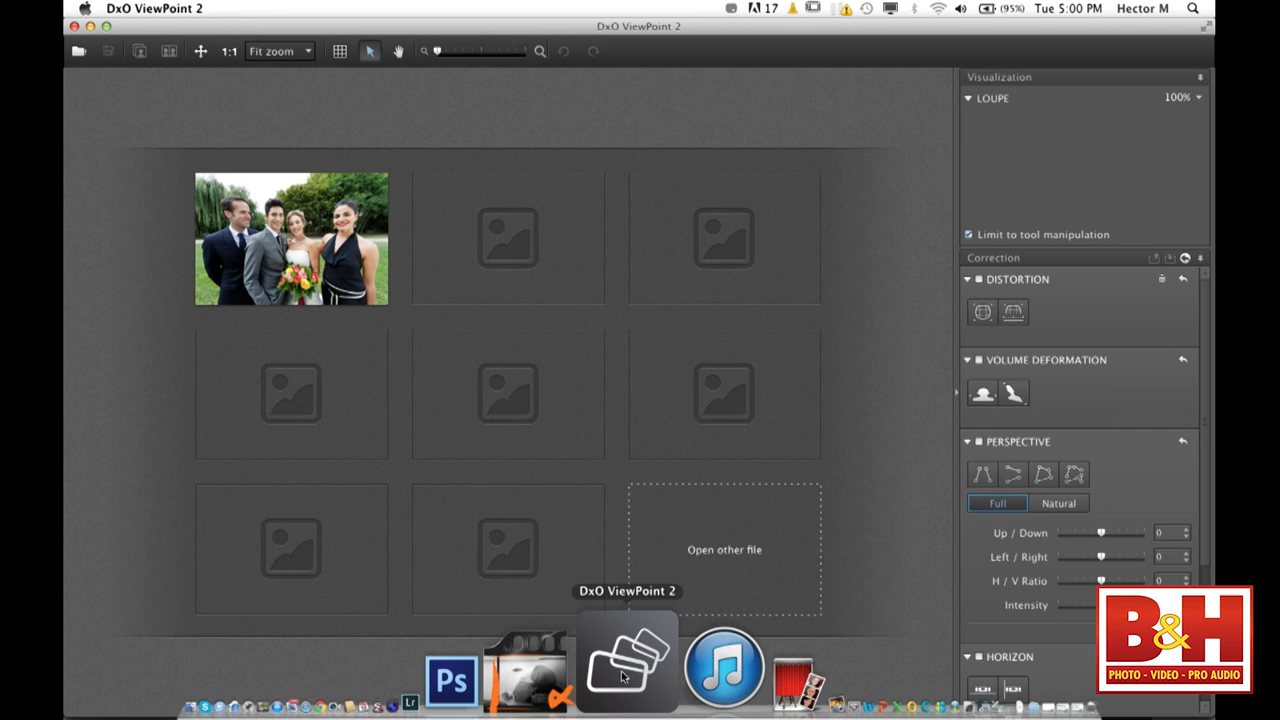 DxO ViewPoint 2
17
(95%)
Tue 5:00 PM
Hector M
DxO ViewPoint 2
1:1
Fit zoom
Visualization
LOUPE
100%
Limit to tool manipulation
Correction
DISTORTION
VOLUME DEFORMATION
PERSPECTIVE
Full
Natural
Up / Down
0
Left / Right
0
H / V Ratio
0
Intensity
Open other file
DxO ViewPoint 2
HORIZON
Ps
Lr
B&H
PHOTO - VIDEO - PRO AUDIO